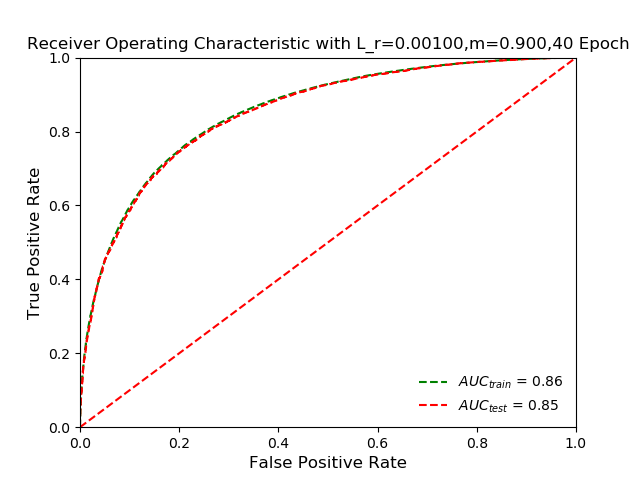 Receiver Operating Characteristic with L_r=0.00100,m=0.900,40 Epoch
1.0
0.8
0.6
0.4
0.2
0.0
True Positive Rate
AUCtrain = 0.86
AUCtest = 0.85
0.0 0.2 0.4 0.6 0.8 1.0
False Positive Rate